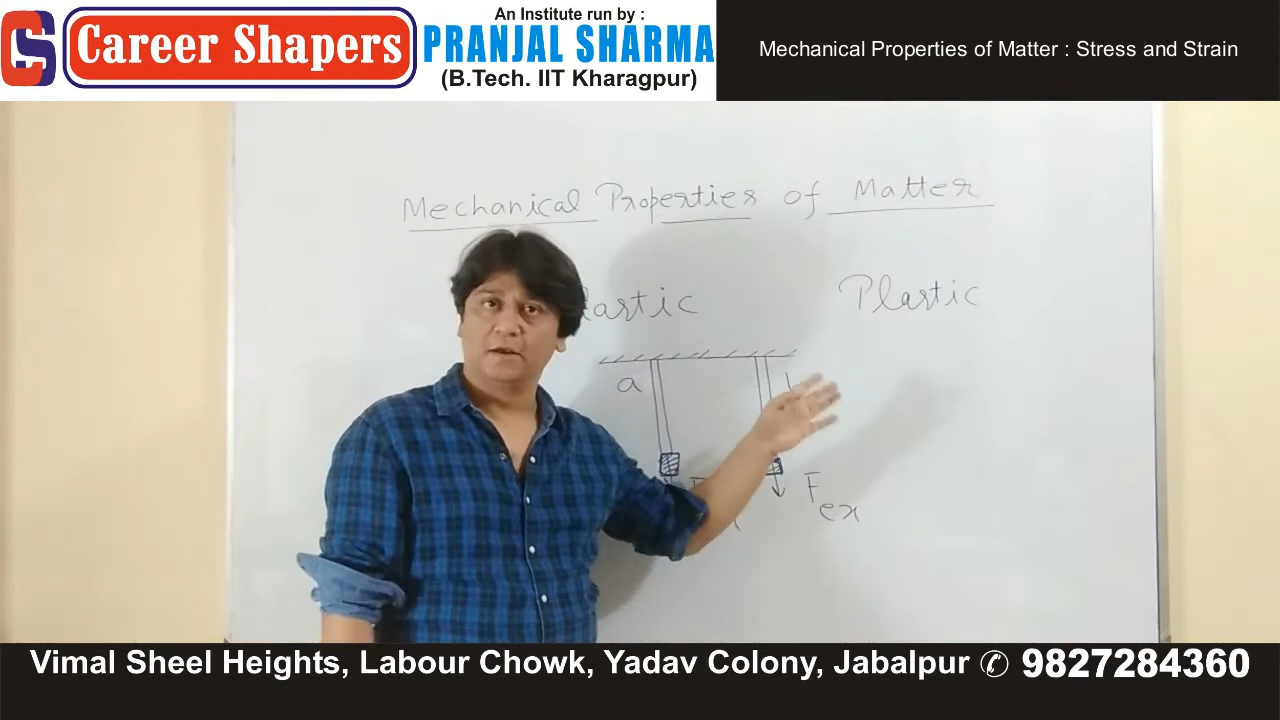 Career Shapers
An Institute run by :
PRANJAL SHARMA
(B.Tech. IIT Kharagpur)
Mechanical Properties of Matter : Stress and Strain
Mechanical Properties of Matter
lastic
Plastic
a
F
ex
Vimal Sheel Heights, Labour Chowk, Yadav Colony, Jabalpur ✆ 9827284360